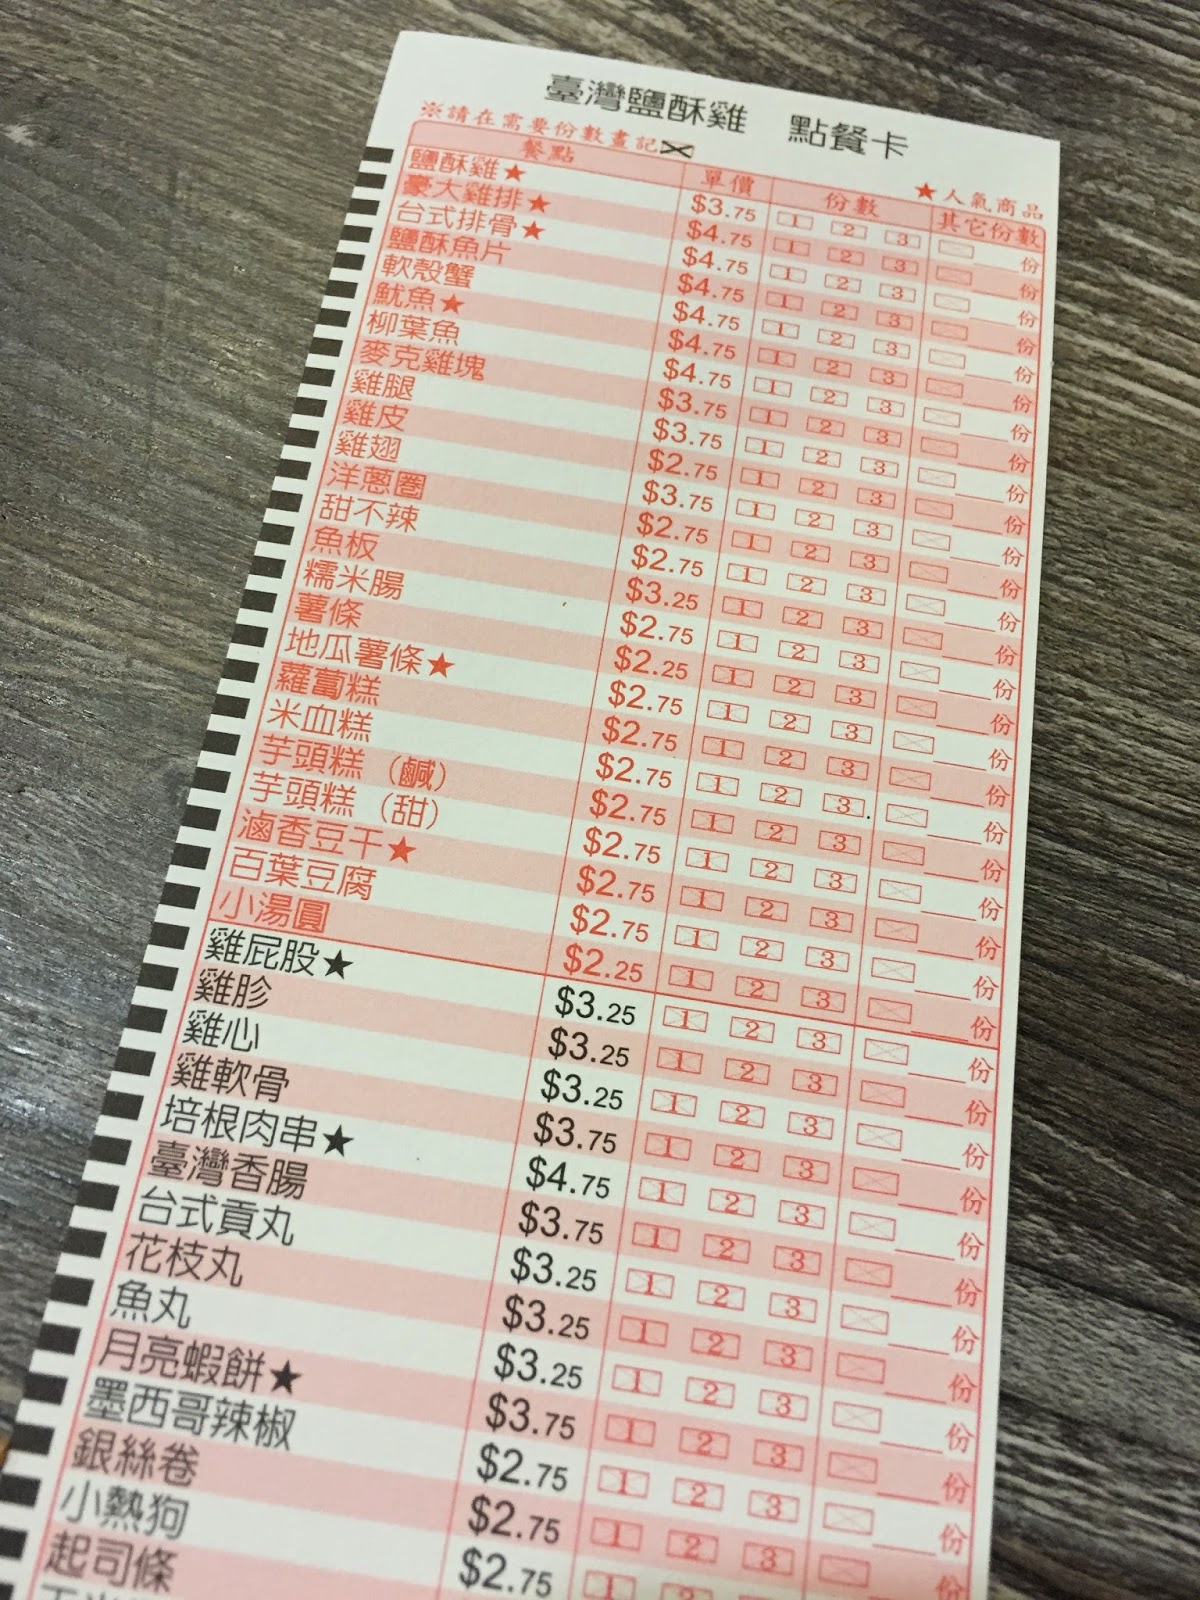 臺灣鹽酥雞 點餐卡
※請在需要份數畫記
★人氣商品
餐點 單價 份數 其它份數
鹽酥雞★ $3.75 1 2 3 份
豪大雞排★ $4.75 1 2 3 份
台式排骨★ $4.75 1 2 3 份
鹽酥魚片 $4.75 1 2 3 份
軟殼蟹 $4.75 1 2 3 份
魷魚★ $4.75 1 2 3 份
柳葉魚 $4.75 1 2 3 份
麥克雞塊 $3.75 1 2 3 份
雞腿 $3.75 1 2 3 份
雞皮 $2.75 1 2 3 份
雞翅 $3.75 1 2 3 份
洋蔥圈 $2.75 1 2 3 份
甜不辣 $2.75 1 2 3 份
魚板 $3.25 1 2 3 份
糯米腸 $2.75 1 2 3 份
薯條 $2.25 1 2 3 份
地瓜薯條★ $2.75 1 2 3 份
蘿蔔糕 $2.75 1 2 3 份
米血糕 $2.75 1 2 3 份
芋頭糕（鹹） $2.75 1 2 3 份
芋頭糕（甜） $2.75 1 2 3 份
滷香豆干★ $2.75 1 2 3 份
百葉豆腐 $2.75 1 2 3 份
小湯圓 $2.25 1 2 3 份
雞屁股★ $3.25 1 2 3 份
雞胗 $3.25 1 2 3 份
雞心 $3.25 1 2 3 份
雞軟骨 $3.75 1 2 3 份
培根肉串★ $4.75 1 2 3 份
臺灣香腸 $3.75 1 2 3 份
台式貢丸 $3.25 1 2 3 份
花枝丸 $3.25 1 2 3 份
魚丸 $3.25 1 2 3 份
月亮蝦餅★ $3.75 1 2 3 份
墨西哥辣椒 $2.75 1 2 3 份
銀絲卷 $2.75 1 2 3 份
小熱狗 $2.75 1 2 3 份
起司條